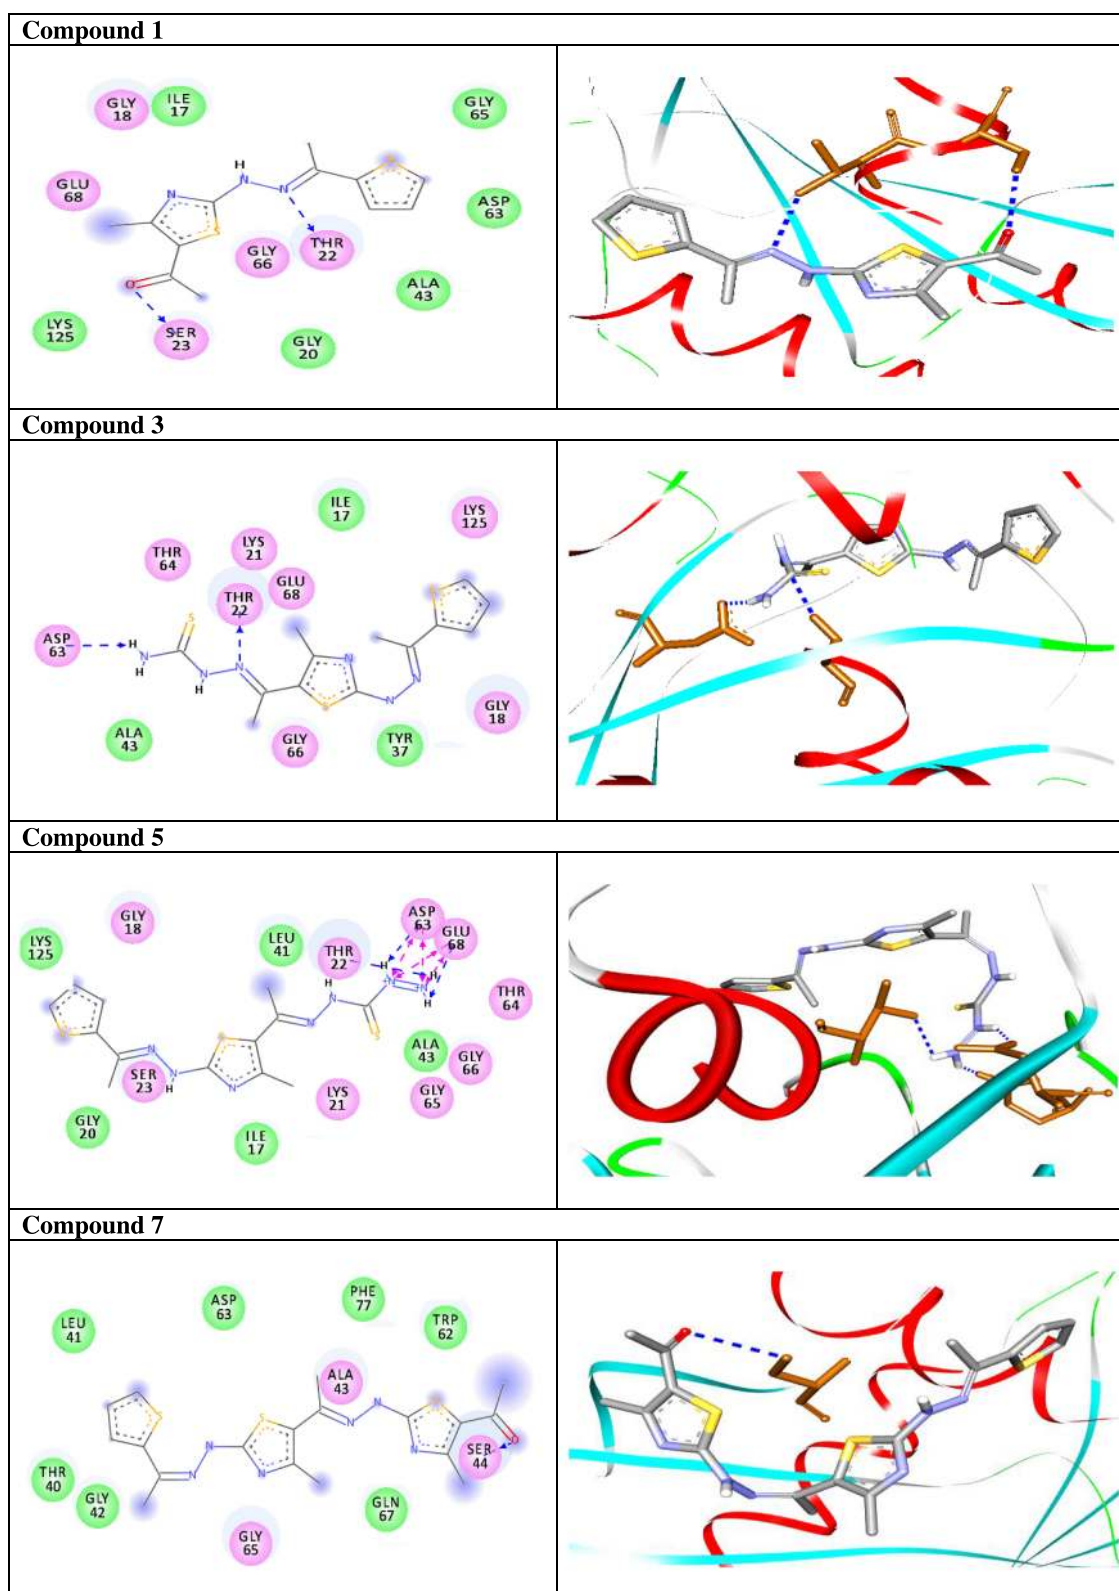 Compound 1
GLY
18
ILE
17
GLY
65
GLU
68
H
N
N
N
S
S
ASP
63
GLY
66
THR
22
ALA
43
O
LYS
125
SER
23
GLY
20
Compound 3
ILE
17
LYS
125
LYS
21
THR
64
GLU
68
THR
22
S
S
ASP
63
H
N
H
N
H
N
N
N
N
S
GLY
18
ALA
43
GLY
66
TYR
37
Compound 5
GLY
18
ASP
63
GLU
68
LYS
125
LEU
41
THR
22
H
H
N
N
H
H
N
THR
64
N
S
S
S
ALA
43
GLY
66
N
N
H
SER
23
N
LYS
21
GLY
65
GLY
20
ILE
17
Compound 7
ASP
63
PHE
77
LEU
41
TRP
62
ALA
43
S
S
N
N
S
N
N
N
N
O
SER
44
THR
40
GLY
42
GLN
67
GLY
65